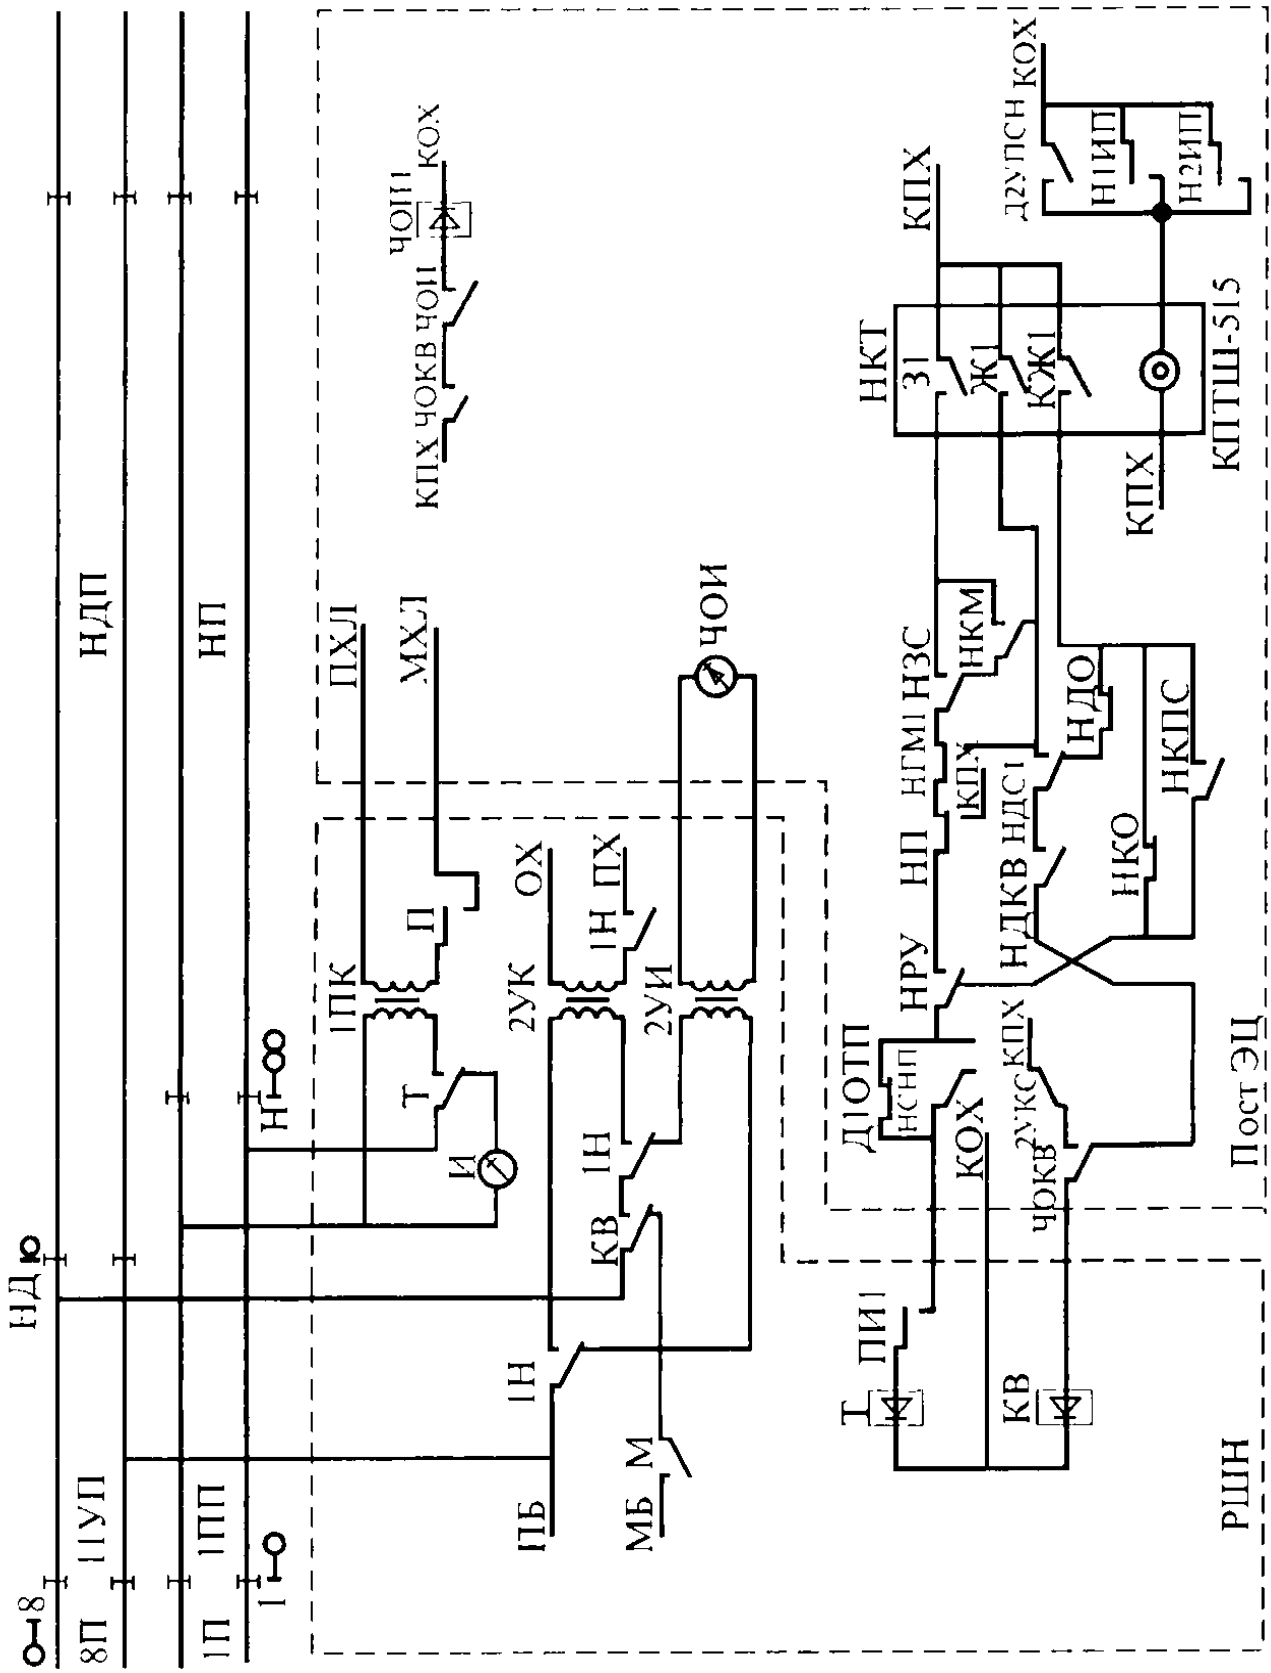 8
НД
8П
11УП
НДП
1П
1ПП
НП
1
Н
1ПК
ПХЛ
Т
П
МХЛ
И
КПХ ЧОКВ ЧОИ
ЧОИ1
КОХ
ПБ
1Н
2УК
ОХ
КВ
1Н
1Н
ПХ
МБ М
2УИ
ЧОИ
Т
ПИ1
Д1ОТП
НСНП
НРУ
НП
НГМ1
НЗС
НКТ
З1
КПХ
КОХ
КПХ
НКМ
Ж1
КВ
ЧОКВ
2УКС
КПХ
НДКВ
НДС1
НДО
КЖ1
Д2УПСН
КОХ
НКО
КПХ
Н1ИП
НКПС
Н2ИП
КПТШ-515
РШН
Пост ЭЦ